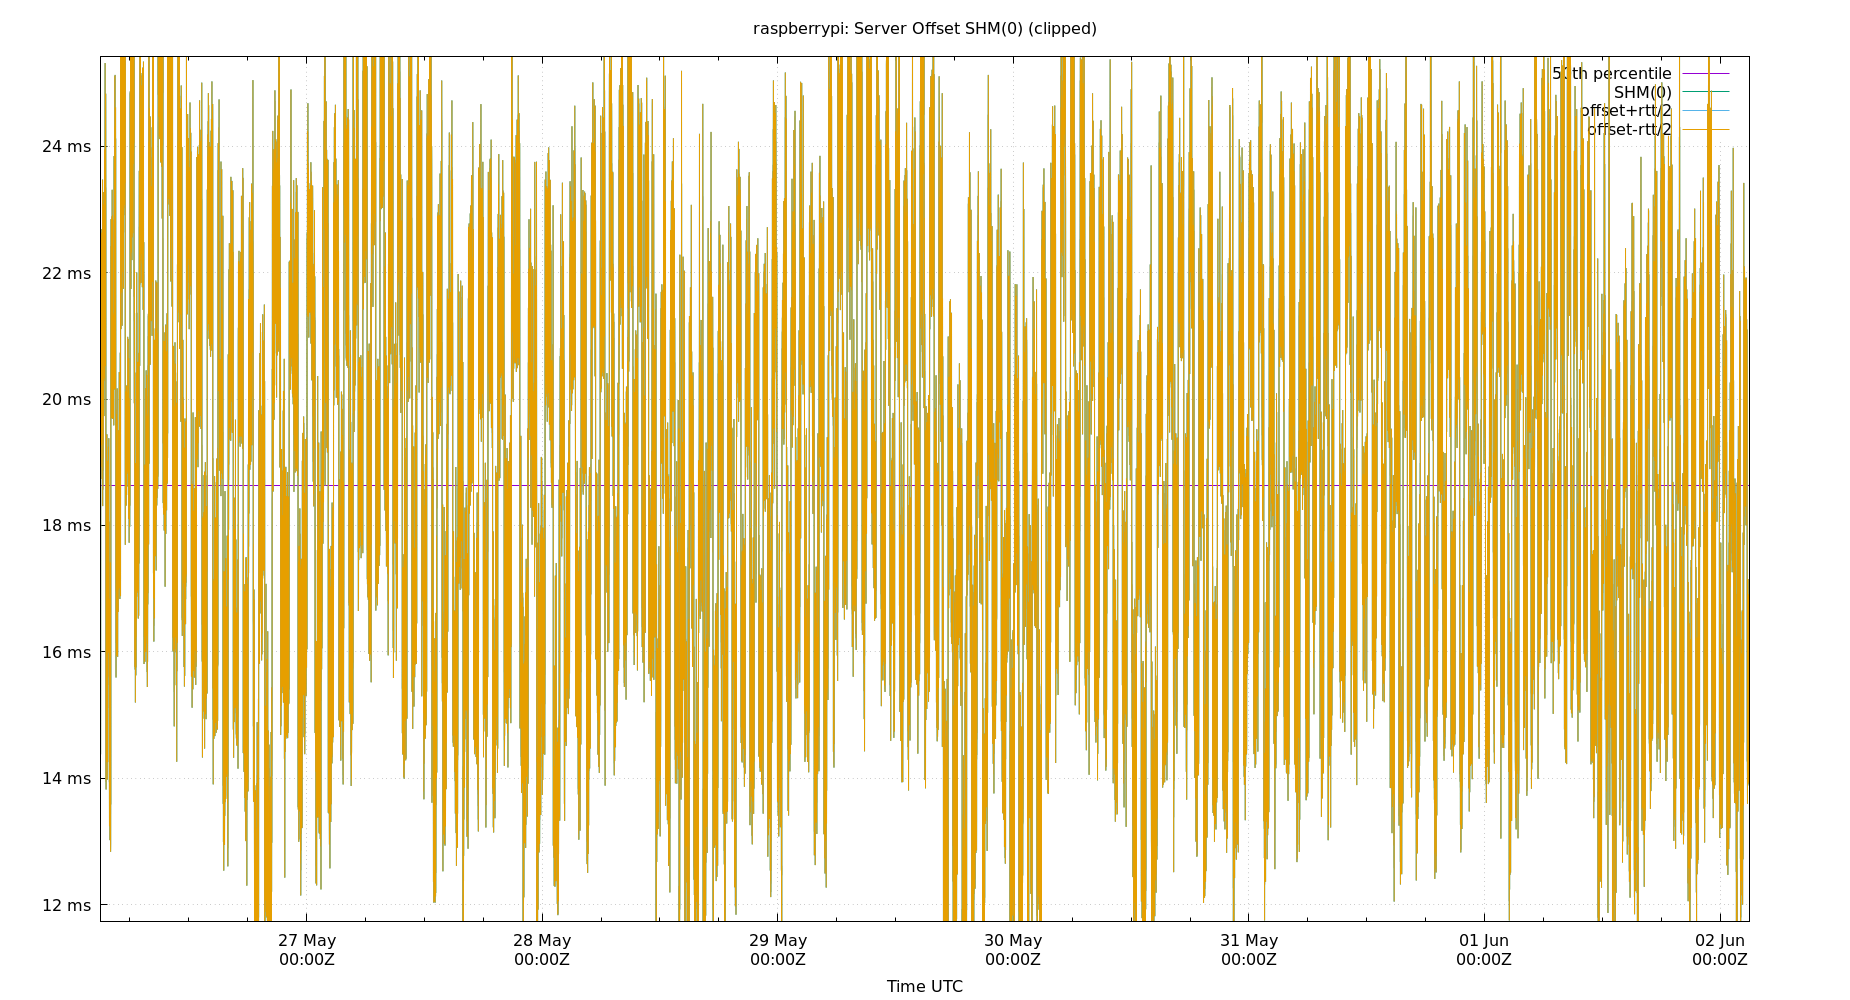 raspberrypi: Server Offset SHM(0) (clipped)
50th percentile
SHM(0)
offset+rtt/2
offset-rtt/2
24 ms
22 ms
20 ms
18 ms
16 ms
14 ms
12 ms
27 May
00:00Z
28 May
00:00Z
29 May
00:00Z
30 May
00:00Z
31 May
00:00Z
01 Jun
00:00Z
02 Jun
00:00Z
Time UTC